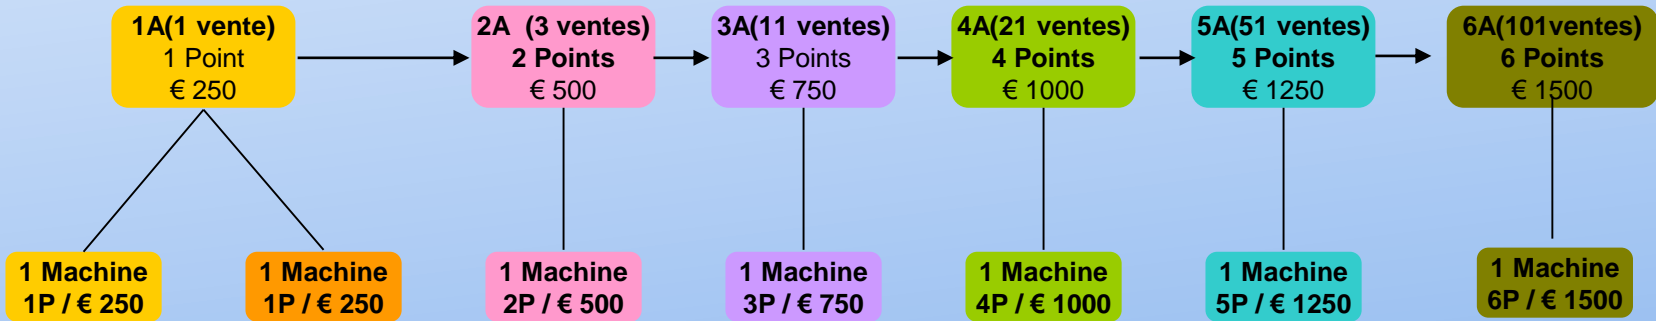 1A(1 vente)
1 Point
€ 250
2A (3 ventes)
2 Points
€ 500
3A(11 ventes)
3 Points
€ 750
4A(21 ventes)
4 Points
€ 1000
5A(51 ventes)
5 Points
€ 1250
6A(101ventes)
6 Points
€ 1500
1 Machine
1P / € 250
1 Machine
1P / € 250
1 Machine
2P / € 500
1 Machine
3P / € 750
1 Machine
4P / € 1000
1 Machine
5P / € 1250
1 Machine
6P / € 1500